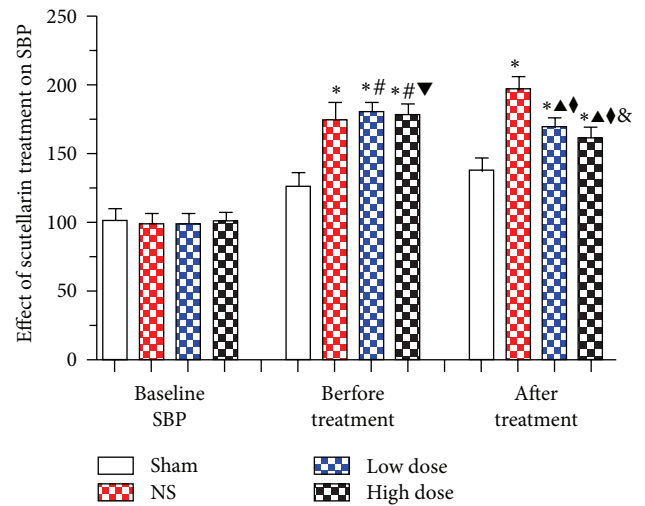 Effect of scutellarin treatment on SBP
250
200
150
100
50
0
*
*#
*#▼
*
*▲♦
*▲♦&
Baseline
SBP
Berfore
treatment
After
treatment
Sham
NS
Low dose
High dose